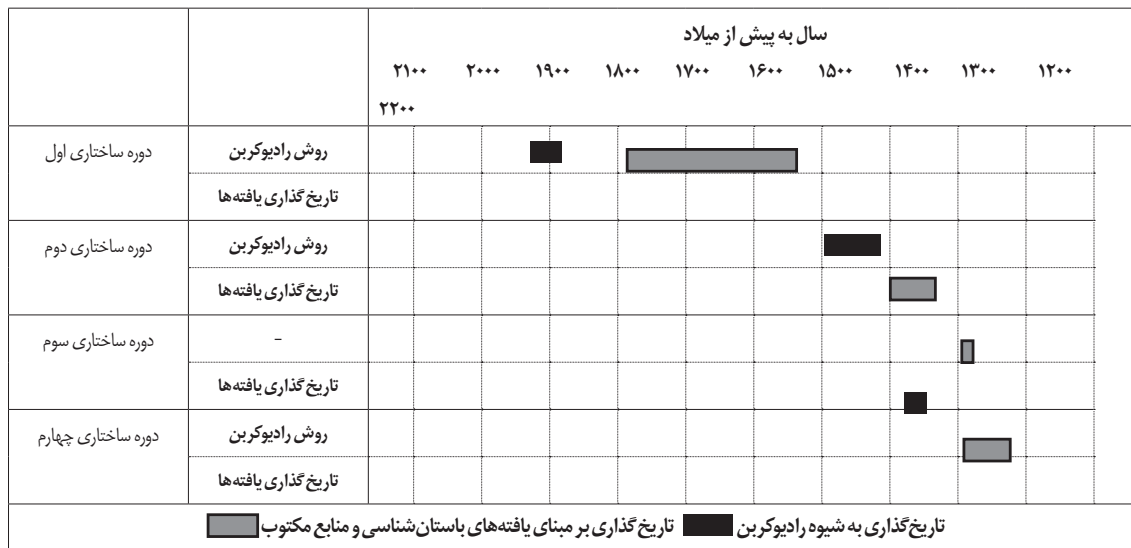 سال به پیش از میلاد
۲۱۰۰ ۲۰۰۰ ۱۹۰۰ ۱۸۰۰ ۱۷۰۰ ۱۶۰۰ ۱۵۰۰ ۱۴۰۰ ۱۳۰۰ ۱۲۰۰
۲۲۰۰
دوره ساختاری اول
روش رادیوکربن
تاریخ‌گذاری یافته‌ها
دوره ساختاری دوم
روش رادیوکربن
تاریخ‌گذاری یافته‌ها
دوره ساختاری سوم
-
تاریخ‌گذاری یافته‌ها
دوره ساختاری چهارم
روش رادیوکربن
تاریخ‌گذاری یافته‌ها
تاریخ‌گذاری به شیوه رادیوکربن تاریخ‌گذاری بر مبنای یافته‌های باستان‌شناسی و منابع مکتوب